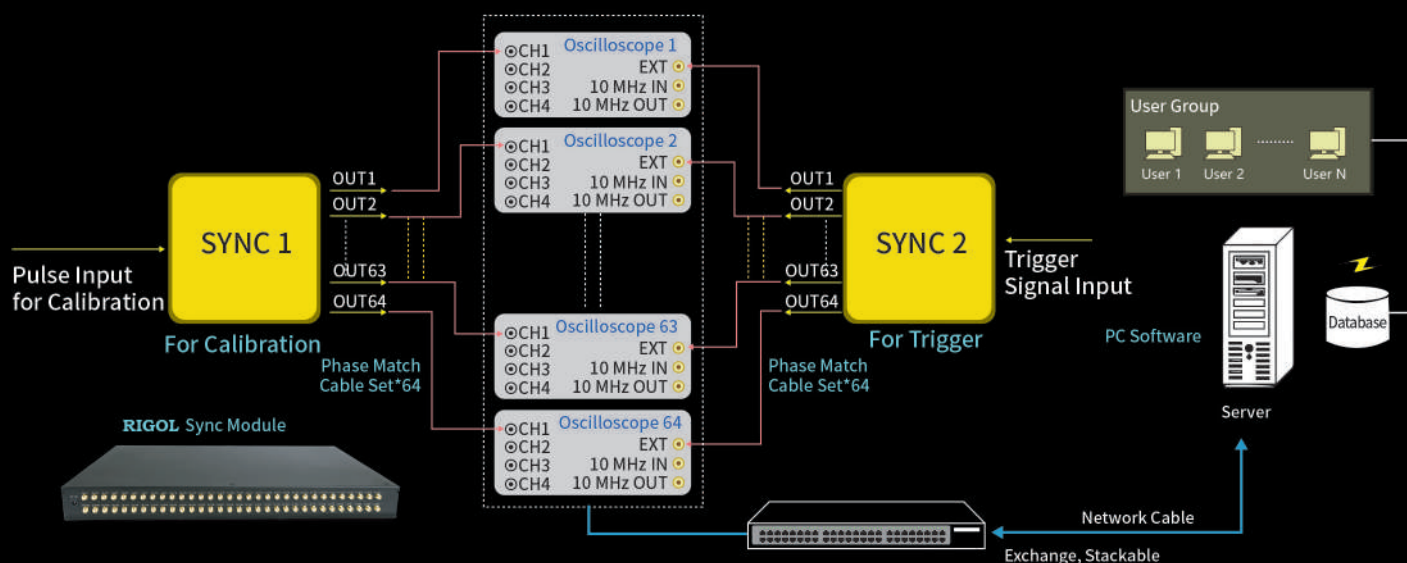 Oscilloscope 1
CH1
EXT
CH2
10 MHz IN
CH3
10 MHz OUT
CH4
Oscilloscope 2
CH1
EXT
CH2
10 MHz IN
CH3
10 MHz OUT
CH4
Oscilloscope 63
CH1
EXT
CH2
10 MHz IN
CH3
10 MHz OUT
CH4
Oscilloscope 64
CH1
EXT
CH2
10 MHz IN
CH3
10 MHz OUT
CH4
Pulse Input
for Calibration
SYNC 1
For Calibration
OUT1
OUT2
OUT63
OUT64
Phase Match
Cable Set*64
RIGOL Sync Module
OUT1
OUT2
OUT63
OUT64
SYNC 2
For Trigger
Phase Match
Cable Set*64
Trigger
Signal Input
User Group
User 1
User 2
User N
PC Software
Database
Server
Network Cable
Exchange, Stackable